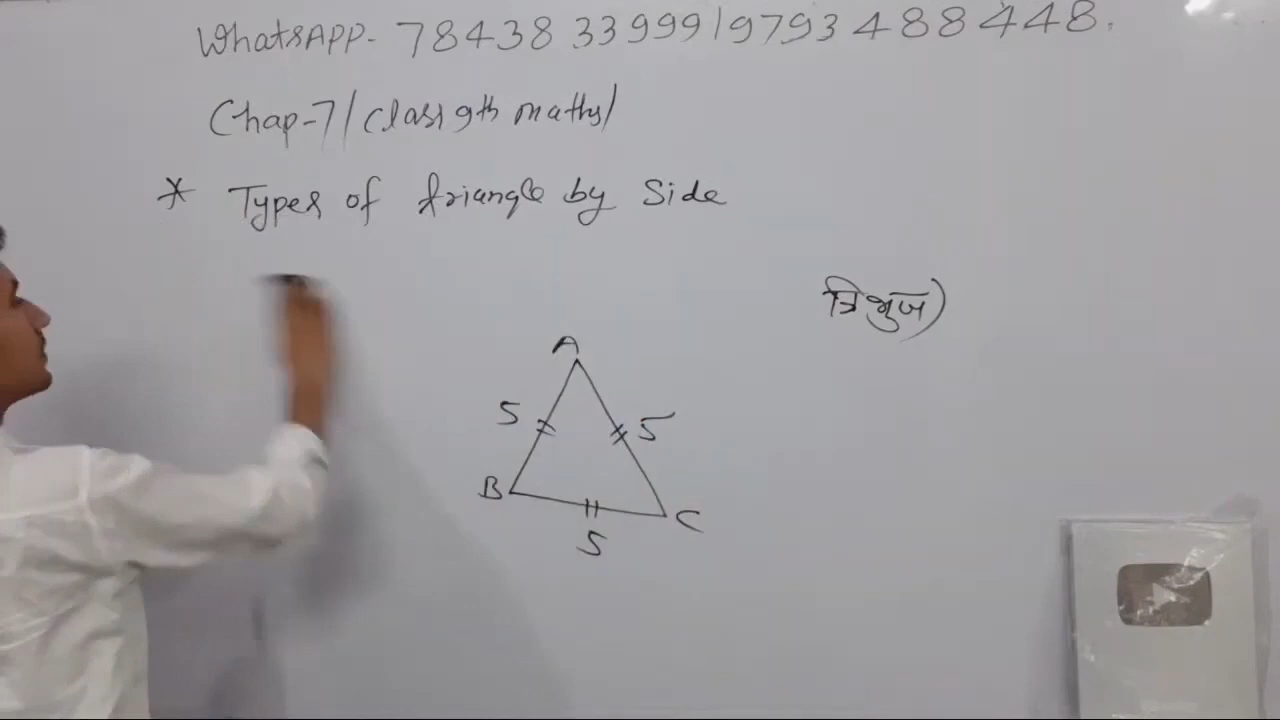 WhatsAPP- 78438 33999/9793488448.
Chap-7/Class 9th maths/
* Types of triangle by Side
त्रिभुज)
A
5 5
B C
5